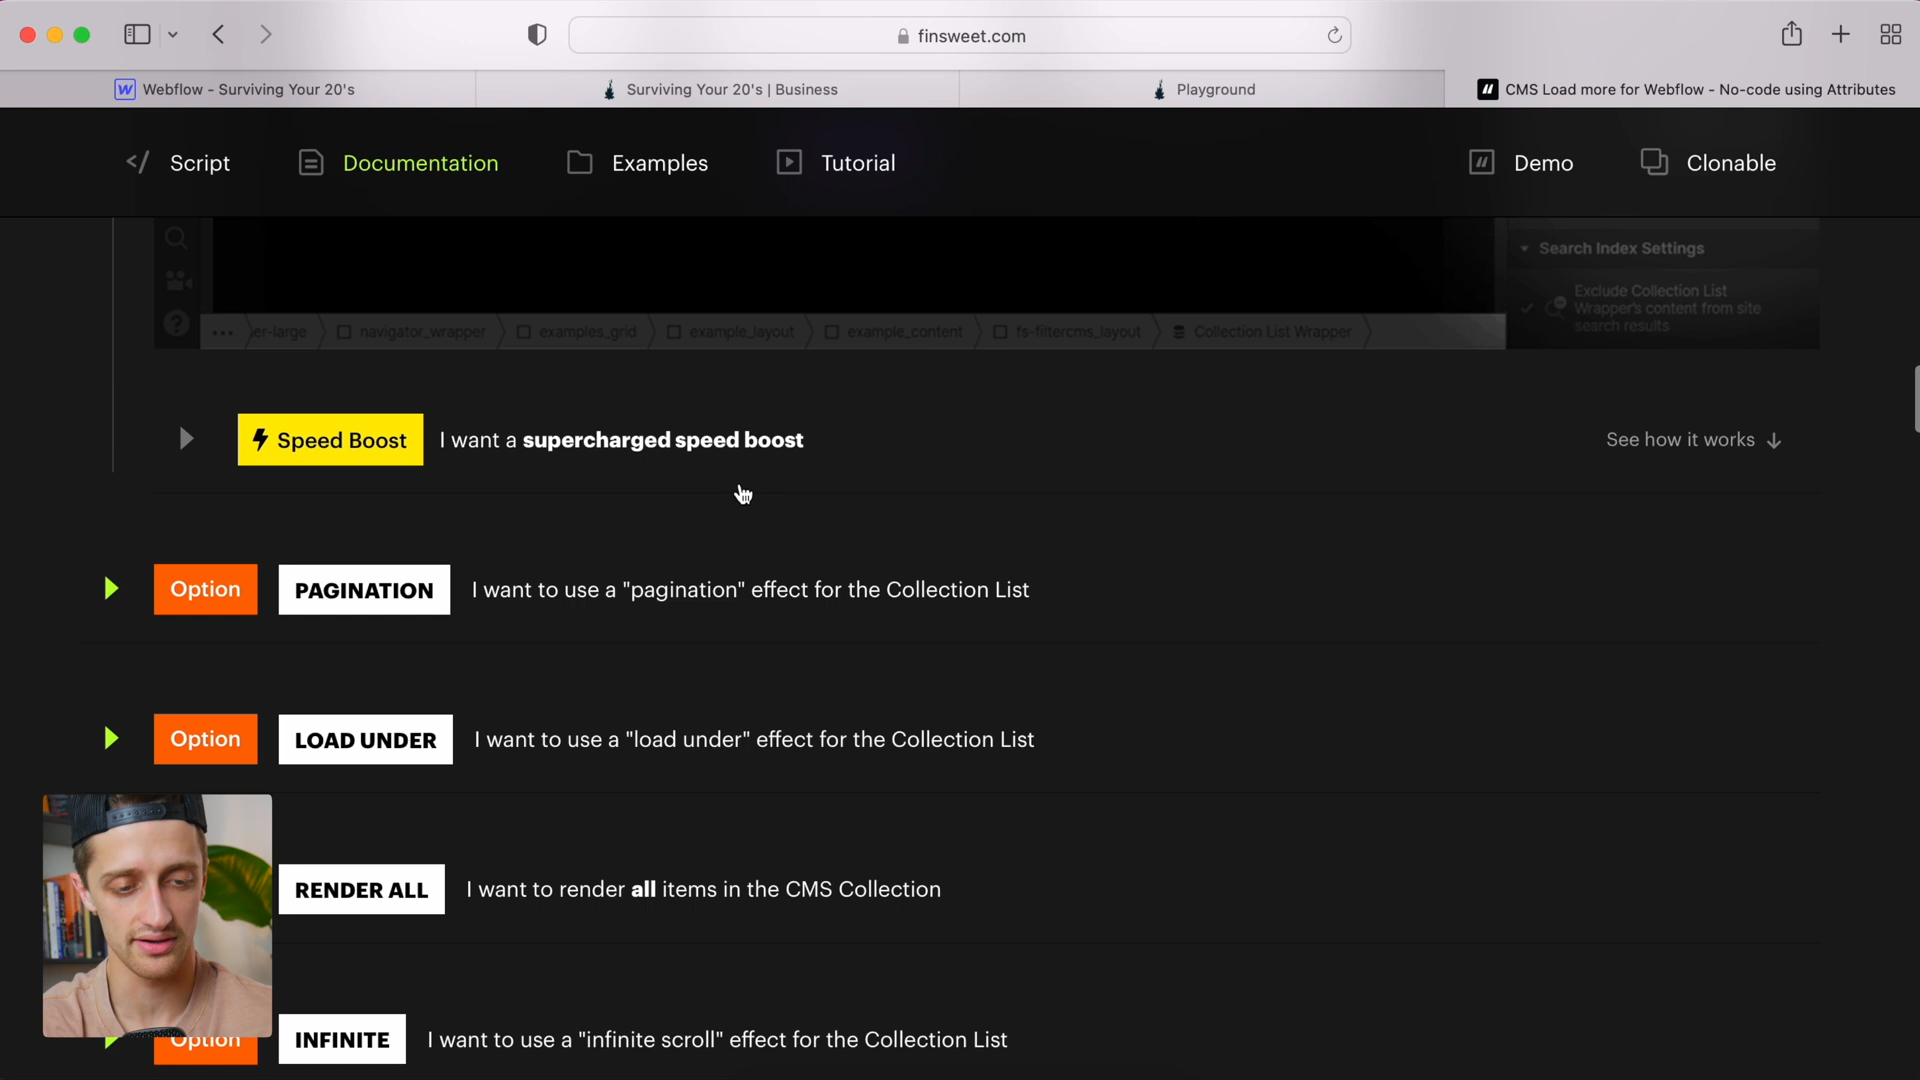 finsweet.com
Webflow - Surviving Your 20's
Surviving Your 20's | Business
Playground
CMS Load more for Webflow - No-code using Attributes
</> Script
Documentation
Examples
Tutorial
Demo
Clonable
Search Index Settings
Exclude Collection List
Wrapper's content from site
search results
er-large
navigator_wrapper
examples_grid
example_layout
example_content
fs-filtercms_layout
Collection List Wrapper
Speed Boost
I want a supercharged speed boost
See how it works ↓
Option
PAGINATION
I want to use a "pagination" effect for the Collection List
Option
LOAD UNDER
I want to use a "load under" effect for the Collection List
RENDER ALL
I want to render all items in the CMS Collection
Option
INFINITE
I want to use a "infinite scroll" effect for the Collection List